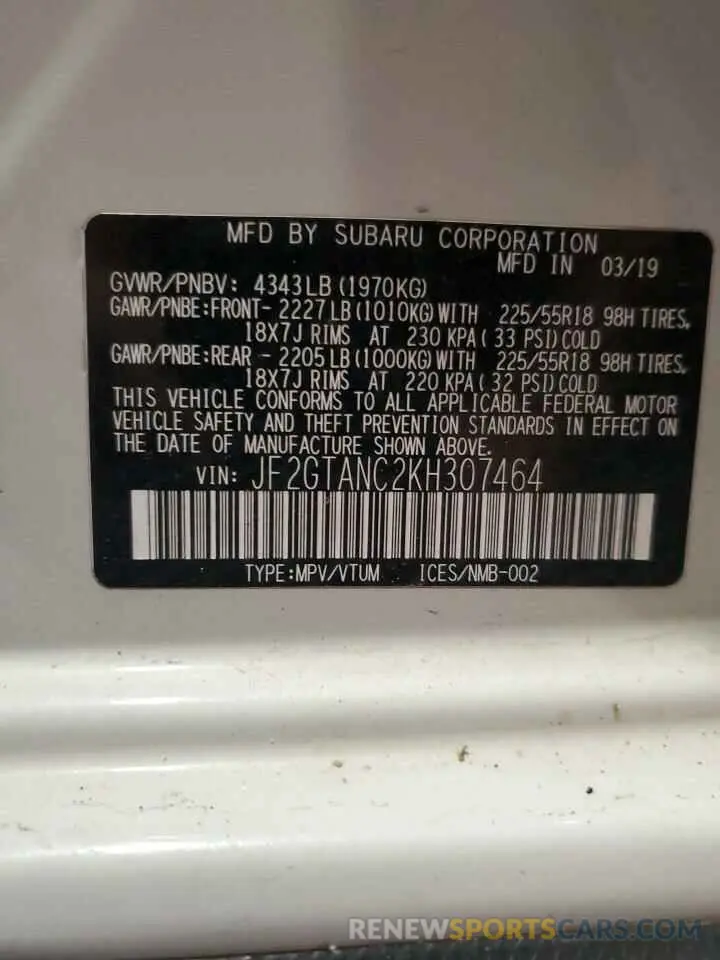 MFD BY SUBARU CORPORATION
MFD IN 03/19
GVWR/PNBV: 4343LB (1970KG)
GAWR/PNBE:FRONT- 2227LB (1010KG) WITH 225/55R18 98H TIRES,
18X7J RIMS AT 230 KPA ( 33 PSI) COLD
GAWR/PNBE:REAR - 2205LB (1000KG) WITH 225/55R18 98H TIRES,
18X7J RIMS AT 220 KPA ( 32 PSI) COLD
THIS VEHICLE CONFORMS TO ALL APPLICABLE FEDERAL MOTOR
VEHICLE SAFETY AND THEFT PREVENTION STANDARDS IN EFFECT ON
THE DATE OF MANUFACTURE SHOWN ABOVE.
VIN: JF2GTANC2KH307464
TYPE:MPV/VTUM ICES/NMB-002
RENEWSPORTSCAR.COM